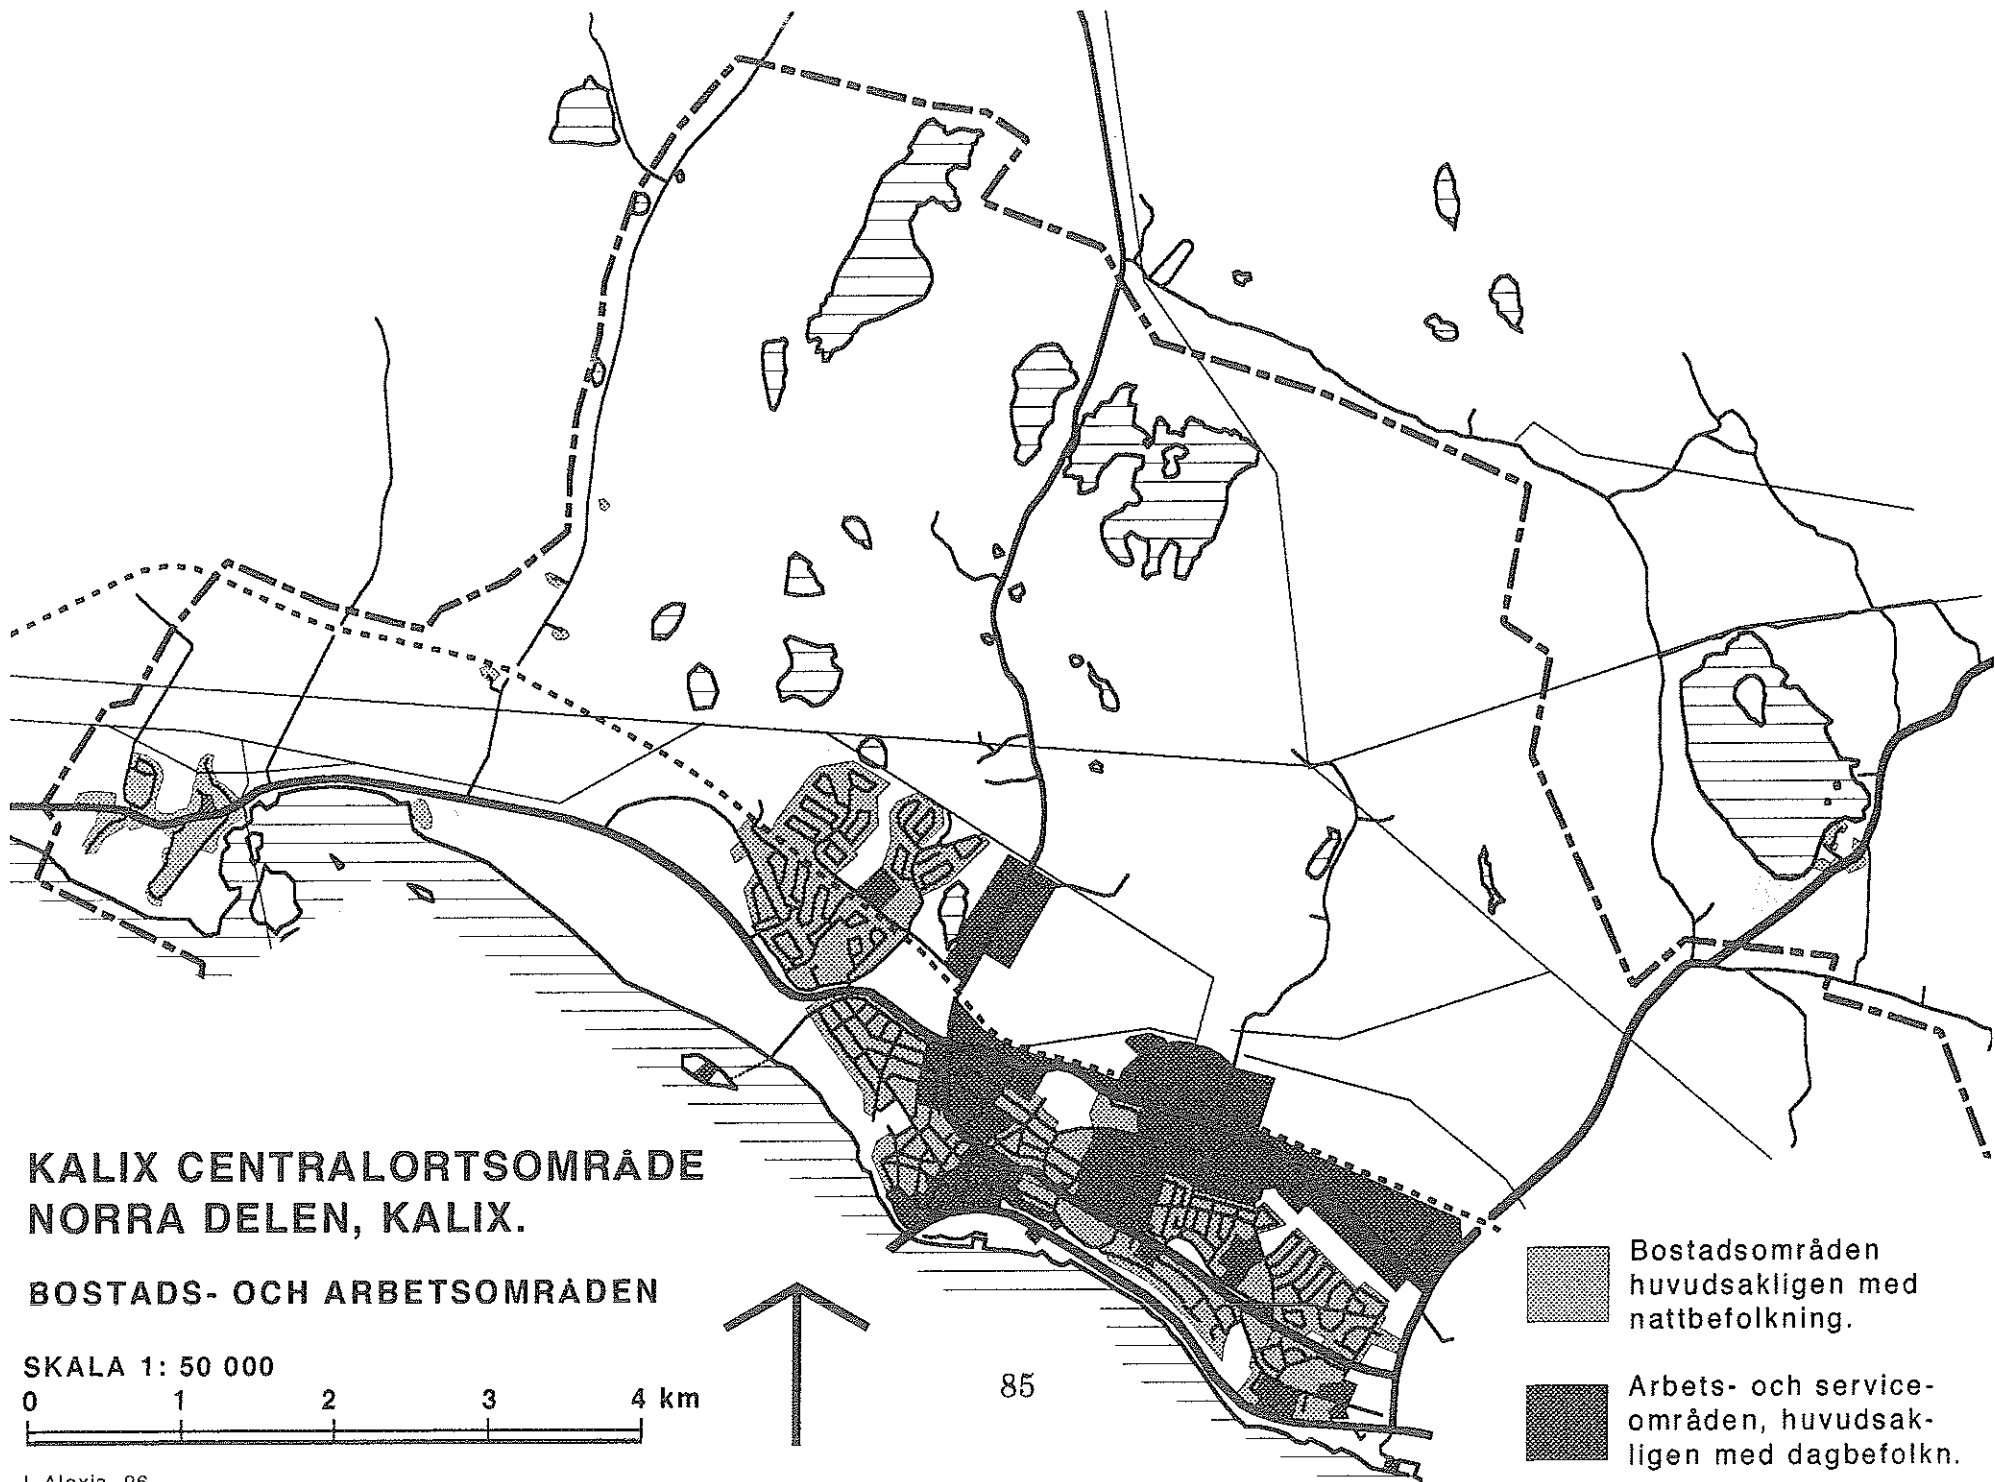 KALIX CENTRALORTSOMRÅDE
NORRA DELEN, KALIX.
BOSTADS- OCH ARBETSOMRÅDEN
SKALA 1: 50 000
0 1 2 3 4 km
85
Bostadsområden
huvudsakligen med
nattbefolkning.
Arbets- och service-
områden, huvudsak-
ligen med dagbefolkn.